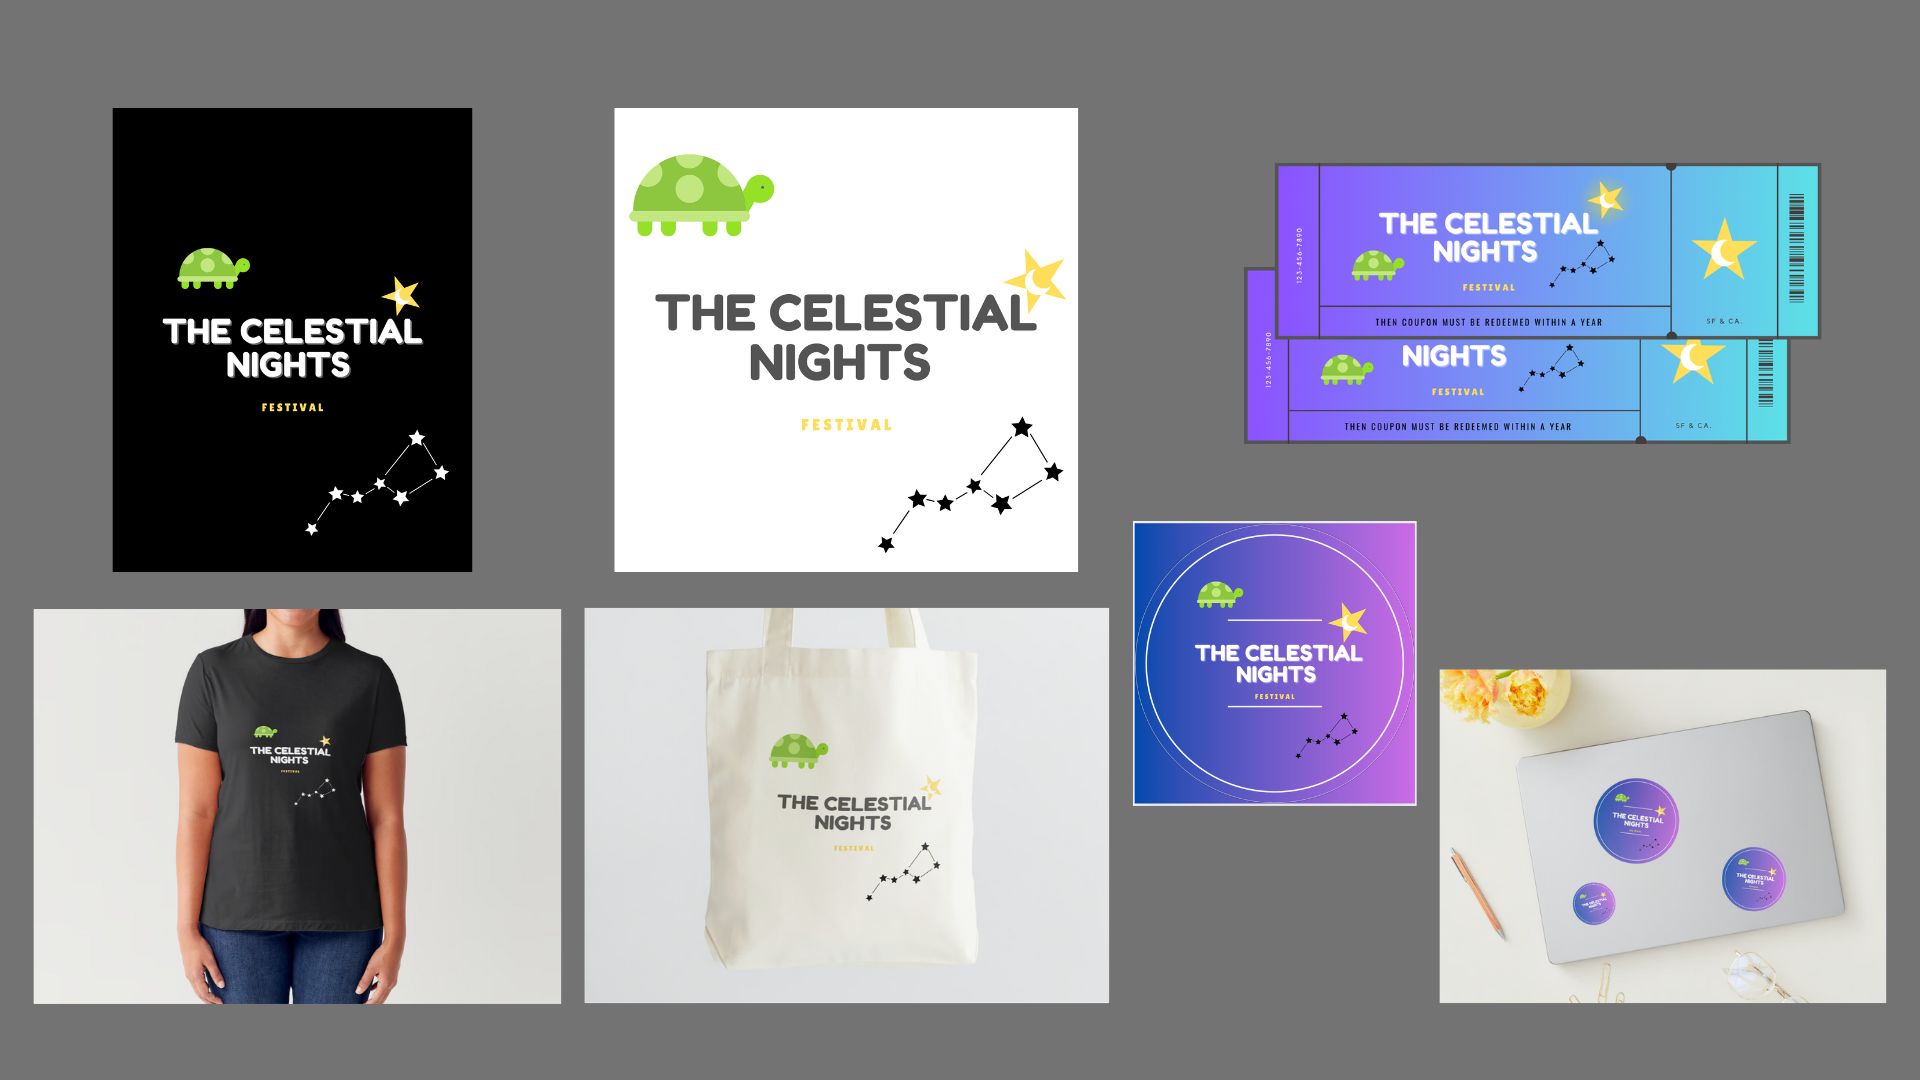 THE CELESTIAL
NIGHTS
FESTIVAL
THE CELESTIAL
NIGHTS
FESTIVAL
123-456-7890
THE CELESTIAL
NIGHTS
FESTIVAL
THEN COUPON MUST BE REDEEMED WITHIN A YEAR
SF & CA.
123-456-7890
NIGHTS
FESTIVAL
THEN COUPON MUST BE REDEEMED WITHIN A YEAR
SF & CA.
THE CELESTIAL
NIGHTS
FESTIVAL
THE CELESTIAL
NIGHTS
FESTIVAL
THE CELESTIAL
NIGHTS
FESTIVAL
THE CELESTIAL
NIGHTS
THE CELESTIAL
NIGHTS
THE CELESTIAL
NIGHTS